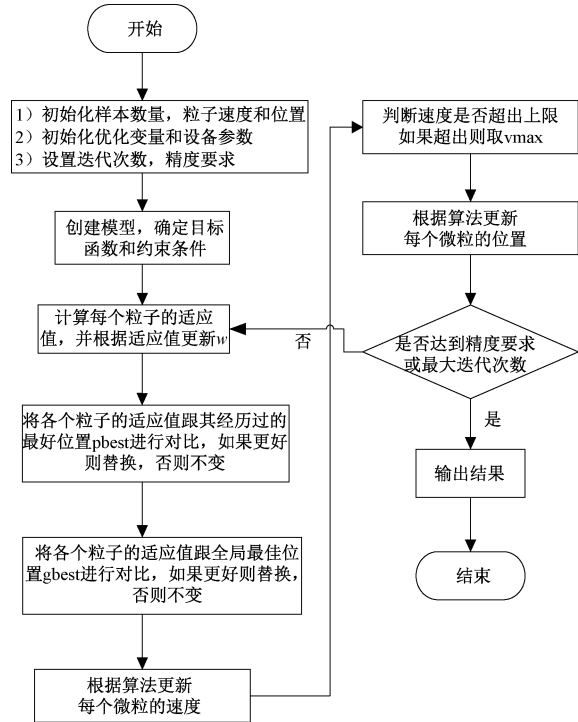 开始
1）初始化样本数量，粒子速度和位置
2）初始化优化变量和设备参数
3）设置迭代次数，精度要求
创建模型，确定目标
函数和约束条件
计算每个粒子的适应
值，并根据适应值更新w
将各个粒子的适应值跟其经历过的
最好位置pbest进行对比，如果更好
则替换，否则不变
将各个粒子的适应值跟全局最佳位
置gbest进行对比，如果更好则替换，
否则不变
根据算法更新
每个微粒的速度
判断速度是否超出上限
如果超出则取vmax
根据算法更新
每个微粒的位置
是否达到精度要求
或最大迭代次数
否
是
输出结果
结束